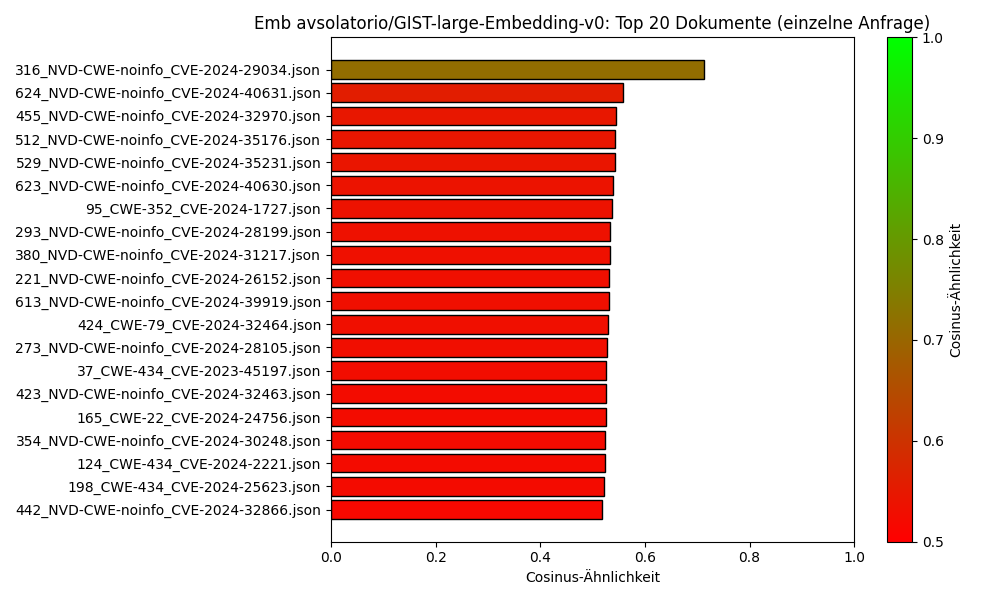 Emb avsolatorio/GIST-large-Embedding-v0: Top 20 Dokumente (einzelne Anfrage)
316_NVD-CWE-noinfo_CVE-2024-29034.json
624_NVD-CWE-noinfo_CVE-2024-40631.json
455_NVD-CWE-noinfo_CVE-2024-32970.json
512_NVD-CWE-noinfo_CVE-2024-35176.json
529_NVD-CWE-noinfo_CVE-2024-35231.json
623_NVD-CWE-noinfo_CVE-2024-40630.json
95_CWE-352_CVE-2024-1727.json
293_NVD-CWE-noinfo_CVE-2024-28199.json
380_NVD-CWE-noinfo_CVE-2024-31217.json
221_NVD-CWE-noinfo_CVE-2024-26152.json
613_NVD-CWE-noinfo_CVE-2024-39919.json
424_CWE-79_CVE-2024-32464.json
273_NVD-CWE-noinfo_CVE-2024-28105.json
37_CWE-434_CVE-2023-45197.json
423_NVD-CWE-noinfo_CVE-2024-32463.json
165_CWE-22_CVE-2024-24756.json
354_NVD-CWE-noinfo_CVE-2024-30248.json
124_CWE-434_CVE-2024-2221.json
198_CWE-434_CVE-2024-25623.json
442_NVD-CWE-noinfo_CVE-2024-32866.json
0.0 0.2 0.4 0.6 0.8 1.0
Cosinus-Ähnlichkeit
1.0
0.9
0.8
0.7
0.6
0.5
Cosinus-Ähnlichkeit